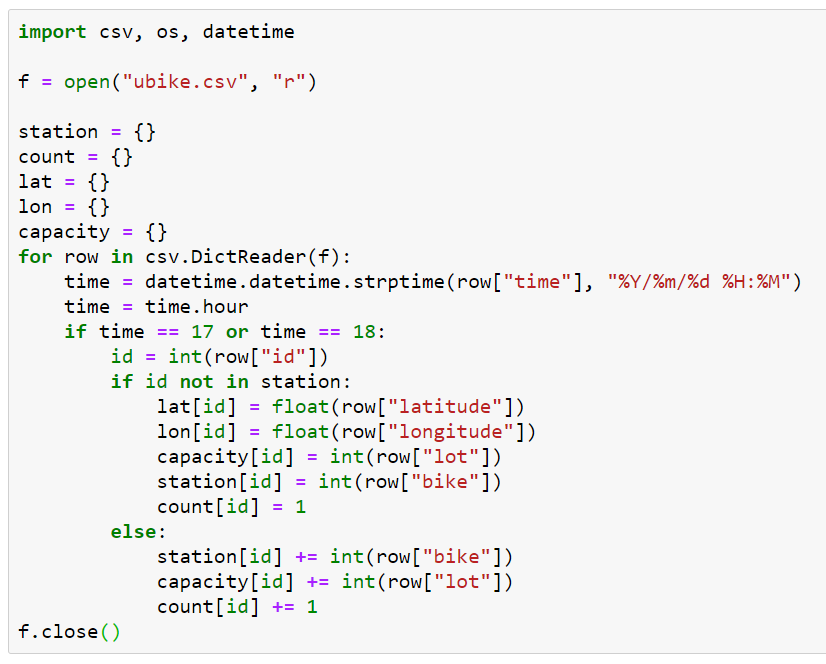 import csv, os, datetime

f = open("ubike.csv", "r")

station = {}
count = {}
lat = {}
lon = {}
capacity = {}
for row in csv.DictReader(f):
    time = datetime.datetime.strptime(row["time"], "%Y/%m/%d %H:%M")
    time = time.hour
    if time == 17 or time == 18:
        id = int(row["id"])
        if id not in station:
            lat[id] = float(row["latitude"])
            lon[id] = float(row["longitude"])
            capacity[id] = int(row["lot"])
            station[id] = int(row["bike"])
            count[id] = 1
        else:
            station[id] += int(row["bike"])
            capacity[id] += int(row["lot"])
            count[id] += 1
f.close()